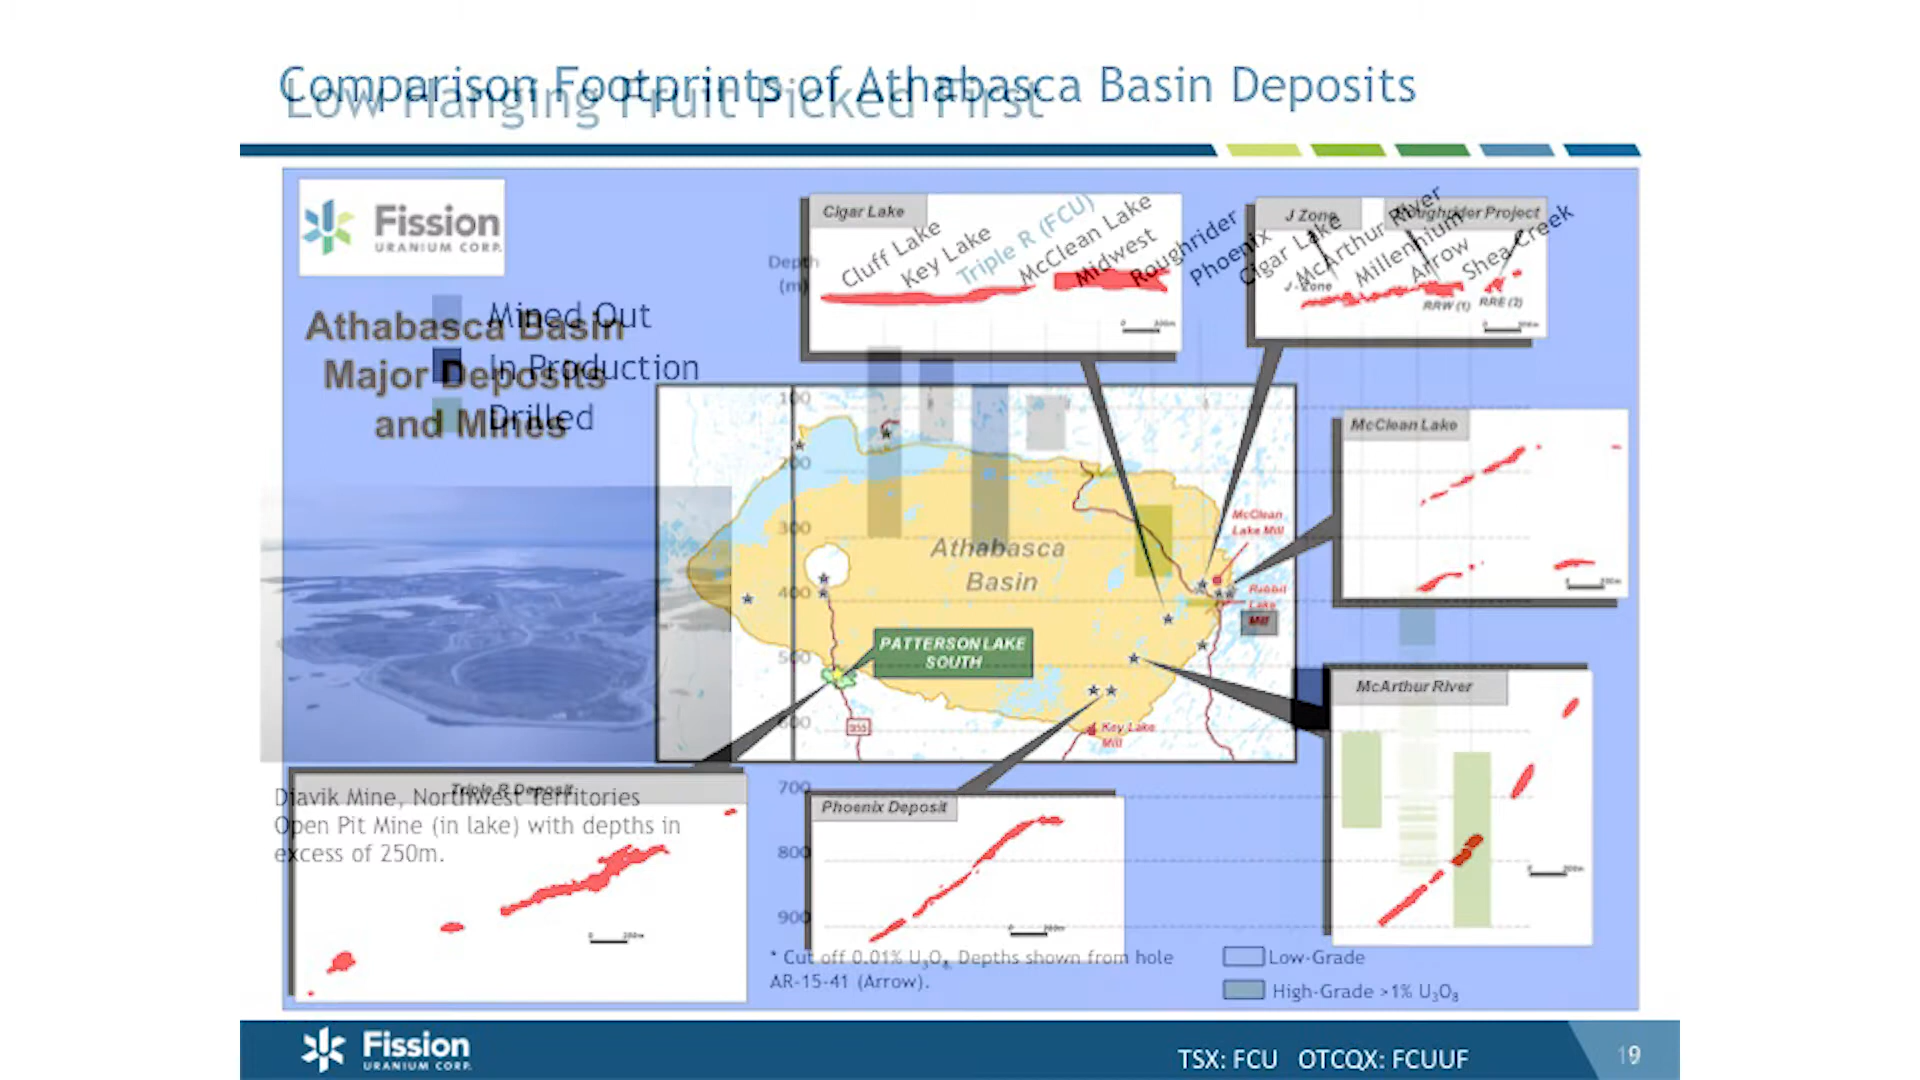 Comparison Footprints of Athabasca Basin Deposits
Low Hanging Fruit Picked First
Fission
URANIUM CORP.
Athabasca Basin
Major Deposits
and Mines
Mined Out
In Production
Drilled
Depth
(m)
Cigar Lake
Cluff Lake
Key Lake
Triple R (FCU)
McClean Lake
Midwest
Roughrider
Phoenix
Cigar Lake
McArthur River
Millennium
Arrow
Shea Creek
J Zone
Roughrider Project
J-Zone
RRW (1)
RRE (2)
100
200
300
400
500
600
700
800
900
Athabasca
Basin
McClean
Lake Mill
Rabbit
Lake
Mill
PATTERSON LAKE
SOUTH
955
Key Lake
Mill
McClean Lake
McArthur River
Triple R Deposit
Diavik Mine, Northwest Territories
Open Pit Mine (in lake) with depths in
excess of 250m.
Phoenix Deposit
* Cut off 0.01% U3O8. Depths shown from hole
AR-15-41 (Arrow).
Low-Grade
High-Grade >1% U3O8
Fission
URANIUM CORP.
TSX: FCU OTCQX: FCUUF